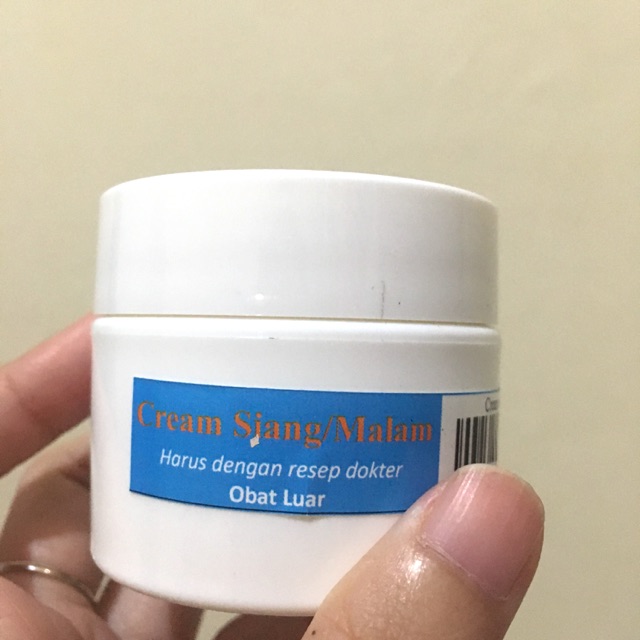 Cream Siang/Malam
Harus dengan resep dokter
Obat Luar